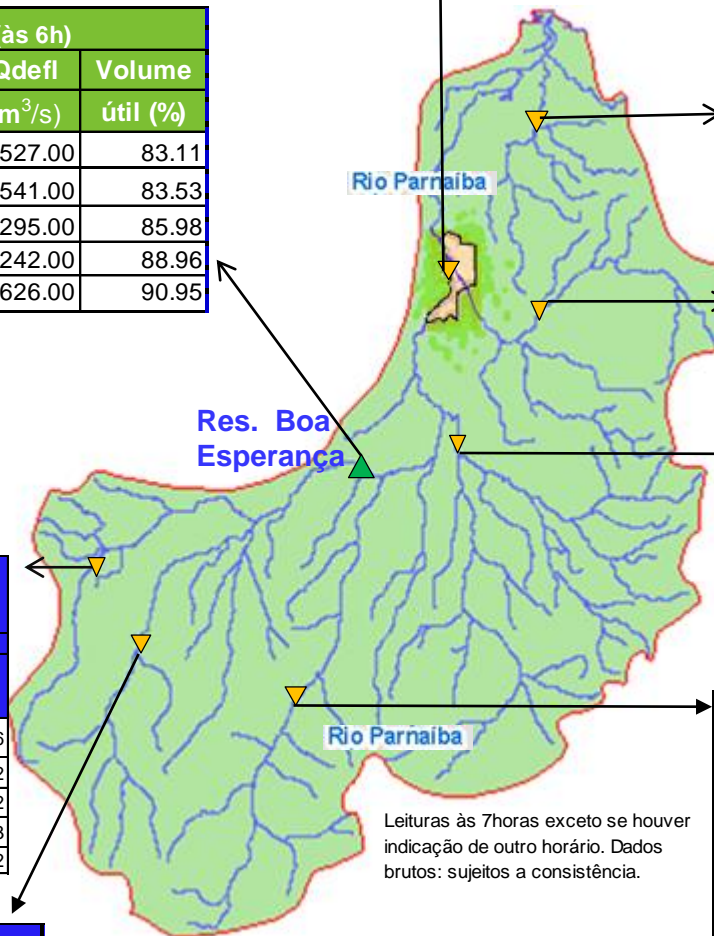 (às 6h)
Qdefl Volume
m³/s) útil (%)
527.00 83.11
541.00 83.53
295.00 85.98
242.00 88.96
626.00 90.95
Rio Parnaíba
Res. Boa
Esperança
Rio Parnaíba
Leituras às 7horas exceto se houver
indicação de outro horário. Dados
brutos: sujeitos a consistência.